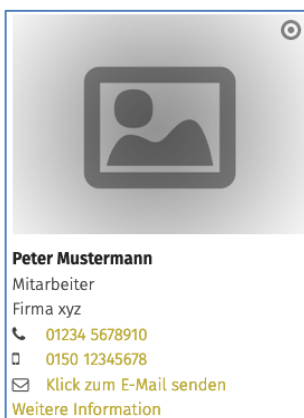 Peter Mustermann
Mitarbeiter
Firma xyz
01234 5678910
0150 12345678
Klick zum E-Mail senden
Weitere Information